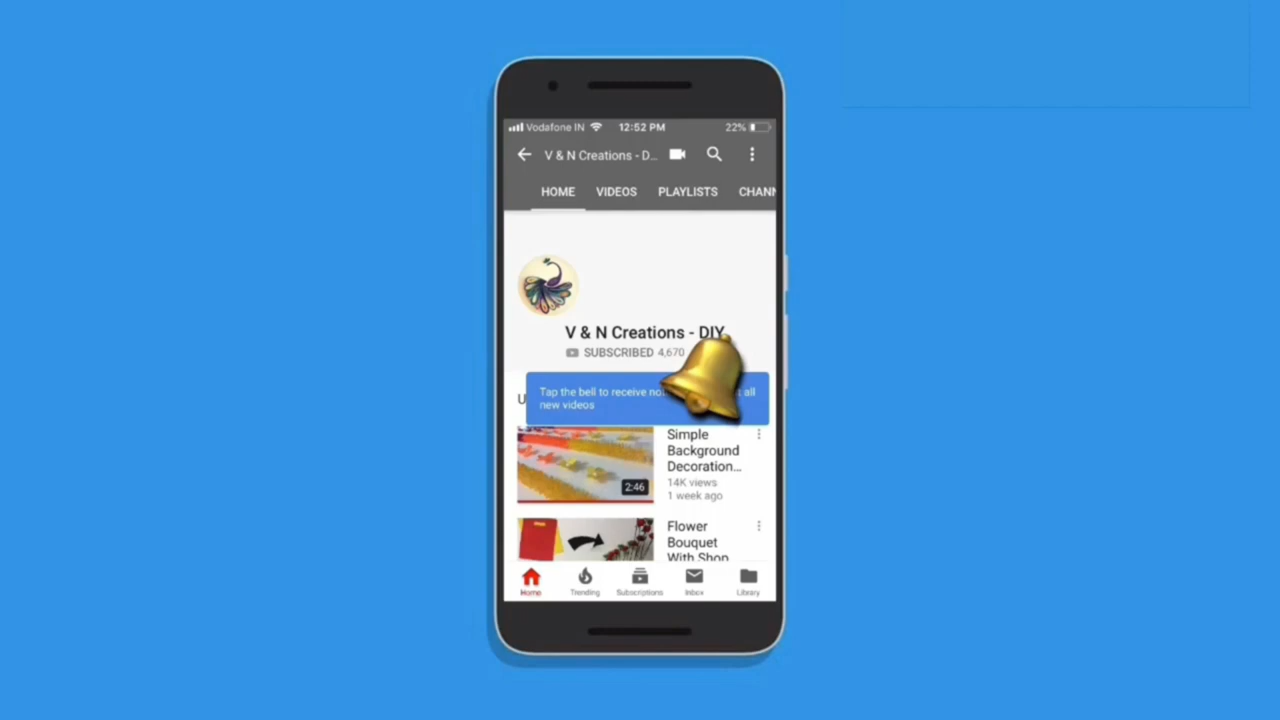 Vodafone IN 12:52 PM 22%
V & N Creations - D...
HOME VIDEOS PLAYLISTS CHANN
V & N Creations - DIY
SUBSCRIBED 4,670
U
Tap the bell to receive all
new videos
Simple
Background
Decoration...
2:46
14K views
1 week ago
Flower
Bouquet
With Shop
Home Trending Subscriptions Inbox Library